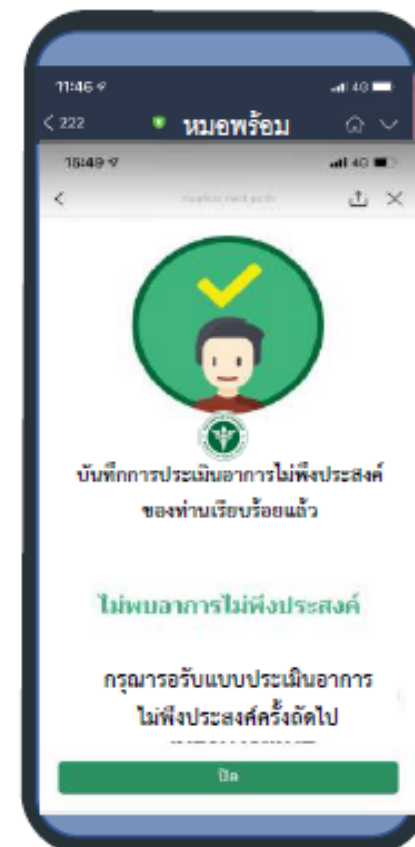 11:46
4G
< 222
หมอพร้อม
15:49
4G
บันทึกการประเมินอาการไม่พึงประสงค์
ของท่านเรียบร้อยแล้ว
ไม่พบอาการไม่พึงประสงค์
กรุณารอรับแบบประเมินอาการ
ไม่พึงประสงค์ครั้งถัดไป
ปิด